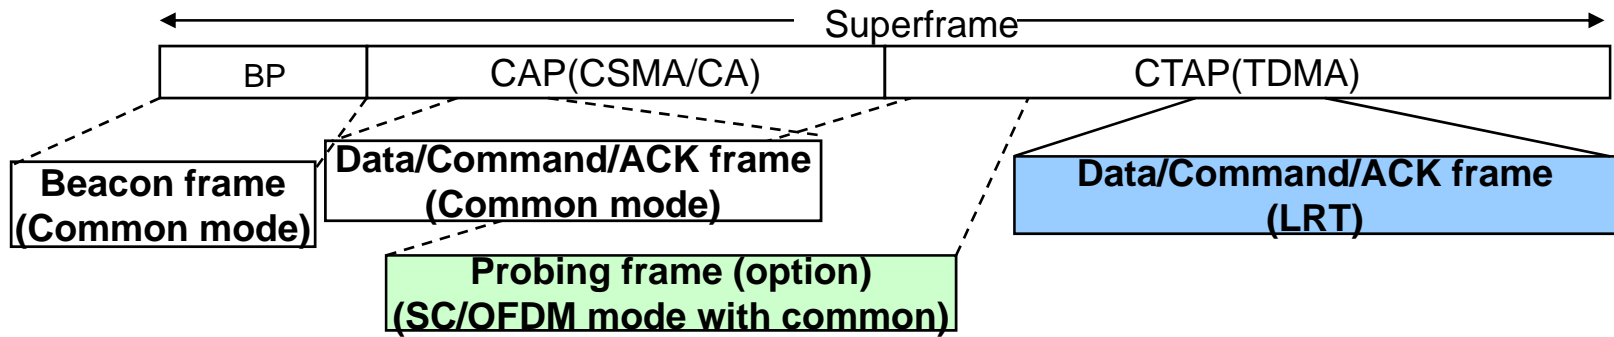 Superframe
BP
CAP(CSMA/CA)
CTAP(TDMA)
Beacon frame
(Common mode)
Data/Command/ACK frame
(Common mode)
Data/Command/ACK frame
(LRT)
Probing frame (option)
(SC/OFDM mode with common)